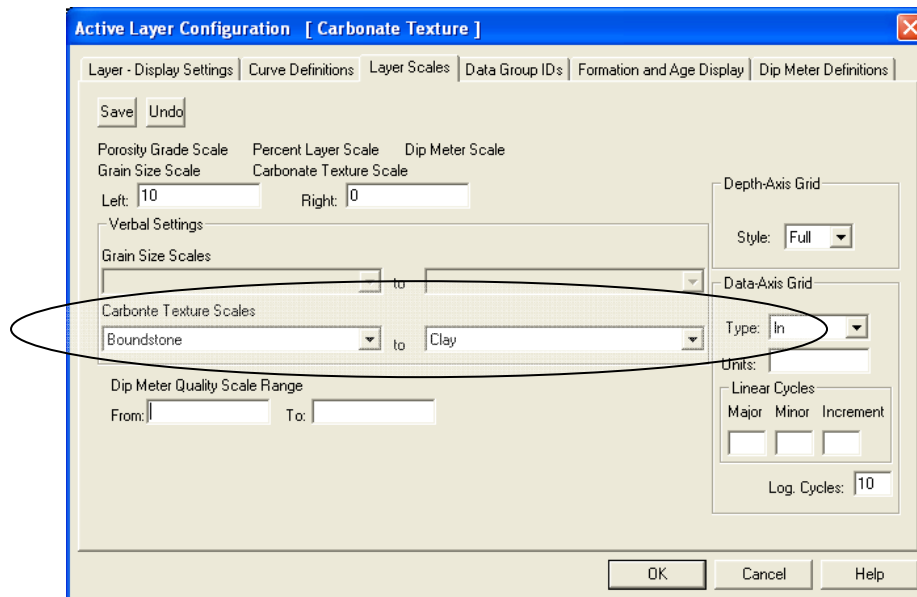 Active Layer Configuration [ Carbonate Texture ]
Layer - Display Settings Curve Definitions Layer Scales Data Group IDs Formation and Age Display Dip Meter Definitions
Save Undo
Porosity Grade Scale Percent Layer Scale Dip Meter Scale
Grain Size Scale Carbonate Texture Scale
Left: 10 Right: 0
Verbal Settings
Grain Size Scales
to
Carbonte Texture Scales
Boundstone to Clay
Dip Meter Quality Scale Range
From: To:
Depth-Axis Grid
Style: Full
Data-Axis Grid
Type: In
Units:
Linear Cycles
Major Minor Increment
Log. Cycles: 10
OK Cancel Help